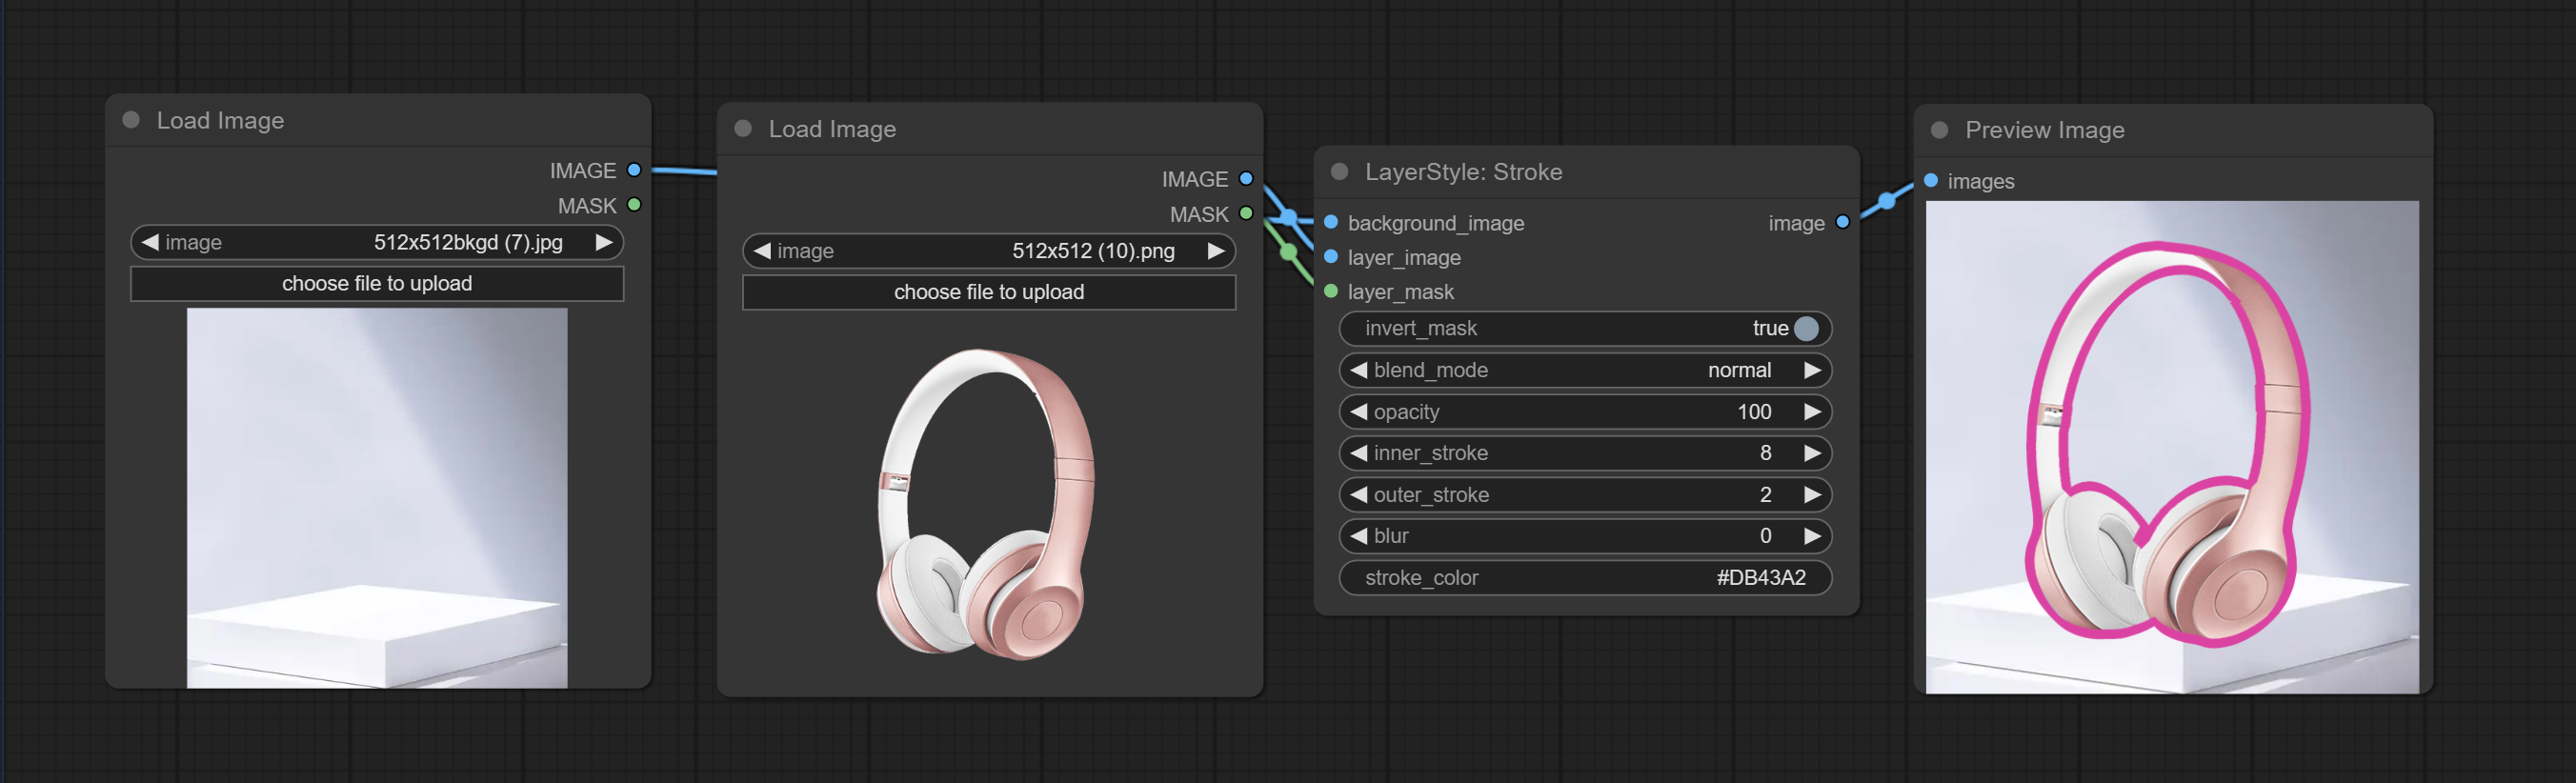 Load Image
IMAGE
MASK
image 512x512bkgd (7).jpg
choose file to upload
Load Image
IMAGE
MASK
image 512x512 (10).png
choose file to upload
LayerStyle: Stroke
background_image image
layer_image
layer_mask
invert_mask true
blend_mode normal
opacity 100
inner_stroke 8
outer_stroke 2
blur 0
stroke_color #DB43A2
Preview Image
images